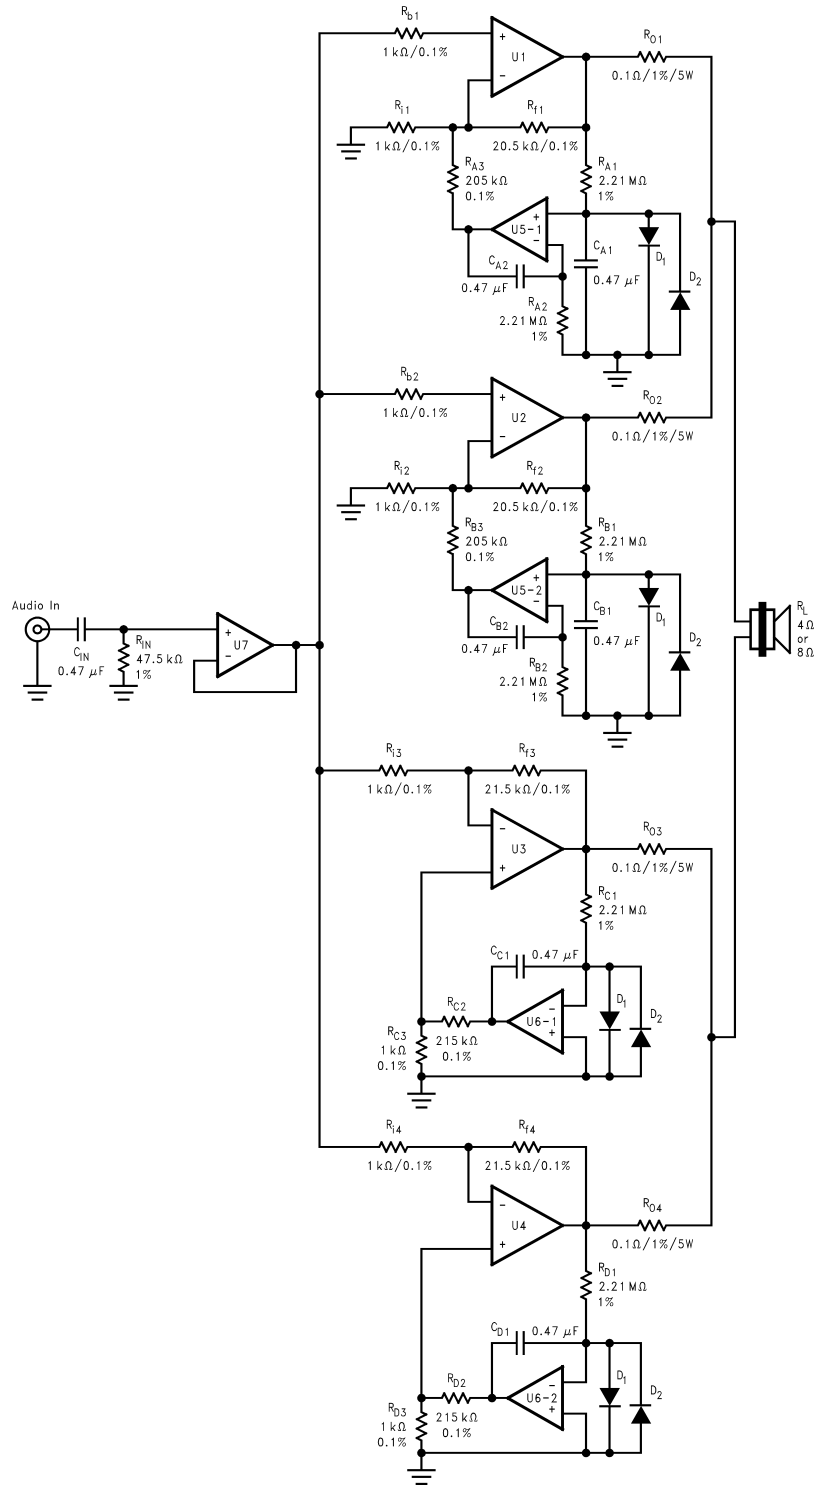 R_b1
1 kΩ/0.1%
+
U1
−
R_O1
0.1Ω/1%/5W
R_i1
1 kΩ/0.1%
R_f1
20.5 kΩ/0.1%
R_A3
205 kΩ
0.1%
R_A1
2.21 MΩ
1%
+
U5-1
−
C_A2
0.47 μF
C_A1
0.47 μF
D_1
D_2
R_A2
2.21 MΩ
1%
R_b2
1 kΩ/0.1%
+
U2
−
R_O2
0.1Ω/1%/5W
R_i2
1 kΩ/0.1%
R_f2
20.5 kΩ/0.1%
R_B3
205 kΩ
0.1%
R_B1
2.21 MΩ
1%
+
U5-2
−
C_B2
0.47 μF
C_B1
0.47 μF
D_1
D_2
R_B2
2.21 MΩ
1%
Audio In
C_IN
0.47 μF
R_IN
47.5 kΩ
1%
+
U7
−
R_L
4Ω
or
8Ω
R_i3
1 kΩ/0.1%
R_f3
21.5 kΩ/0.1%
−
U3
+
R_O3
0.1Ω/1%/5W
R_C1
2.21 MΩ
1%
C_C1
0.47 μF
−
U6-1
+
D_1
D_2
R_C2
215 kΩ
0.1%
R_C3
1 kΩ
0.1%
R_i4
1 kΩ/0.1%
R_f4
21.5 kΩ/0.1%
−
U4
+
R_O4
0.1Ω/1%/5W
R_D1
2.21 MΩ
1%
C_D1
0.47 μF
−
U6-2
+
D_1
D_2
R_D2
215 kΩ
0.1%
R_D3
1 kΩ
0.1%